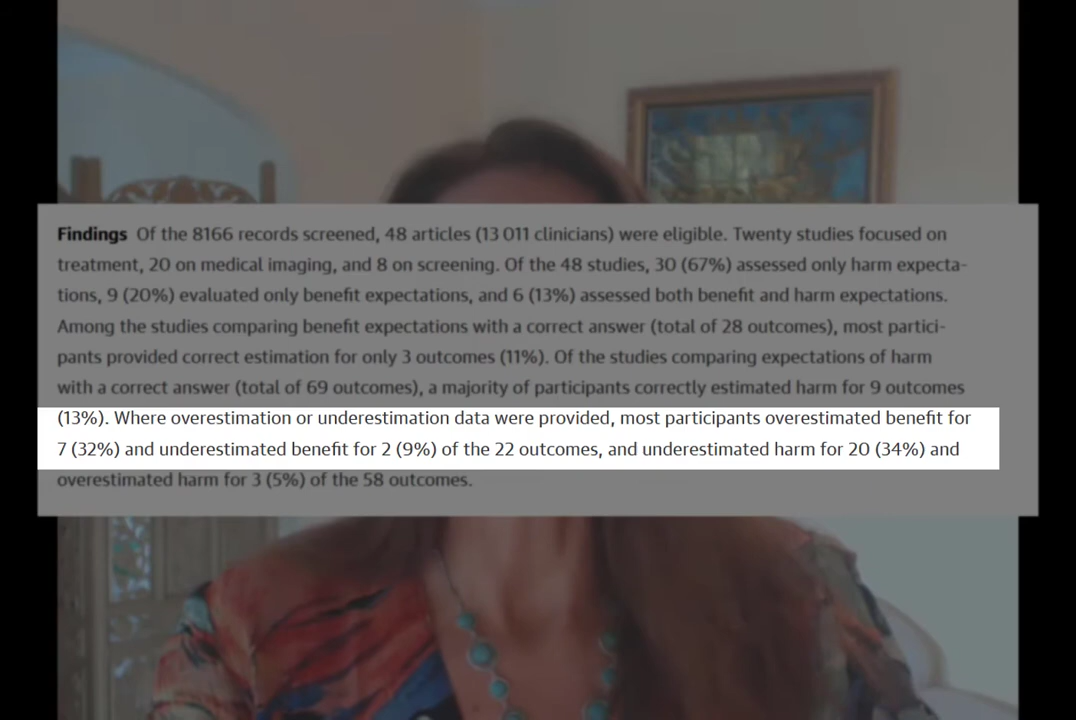 Findings Of the 8166 records screened, 48 articles (13 011 clinicians) were eligible. Twenty studies focused on
treatment, 20 on medical imaging, and 8 on screening. Of the 48 studies, 30 (67%) assessed only harm expecta-
tions, 9 (20%) evaluated only benefit expectations, and 6 (13%) assessed both benefit and harm expectations.
Among the studies comparing benefit expectations with a correct answer (total of 28 outcomes), most partici-
pants provided correct estimation for only 3 outcomes (11%). Of the studies comparing expectations of harm
with a correct answer (total of 69 outcomes), a majority of participants correctly estimated harm for 9 outcomes
(13%). Where overestimation or underestimation data were provided, most participants overestimated benefit for
7 (32%) and underestimated benefit for 2 (9%) of the 22 outcomes, and underestimated harm for 20 (34%) and
overestimated harm for 3 (5%) of the 58 outcomes.